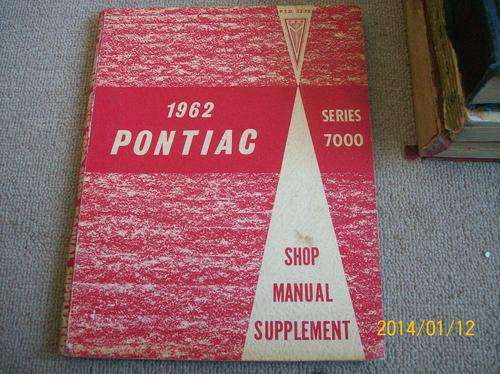 1962
PONTIAC
SERIES
7000
SHOP
MANUAL
SUPPLEMENT
2014/01/12